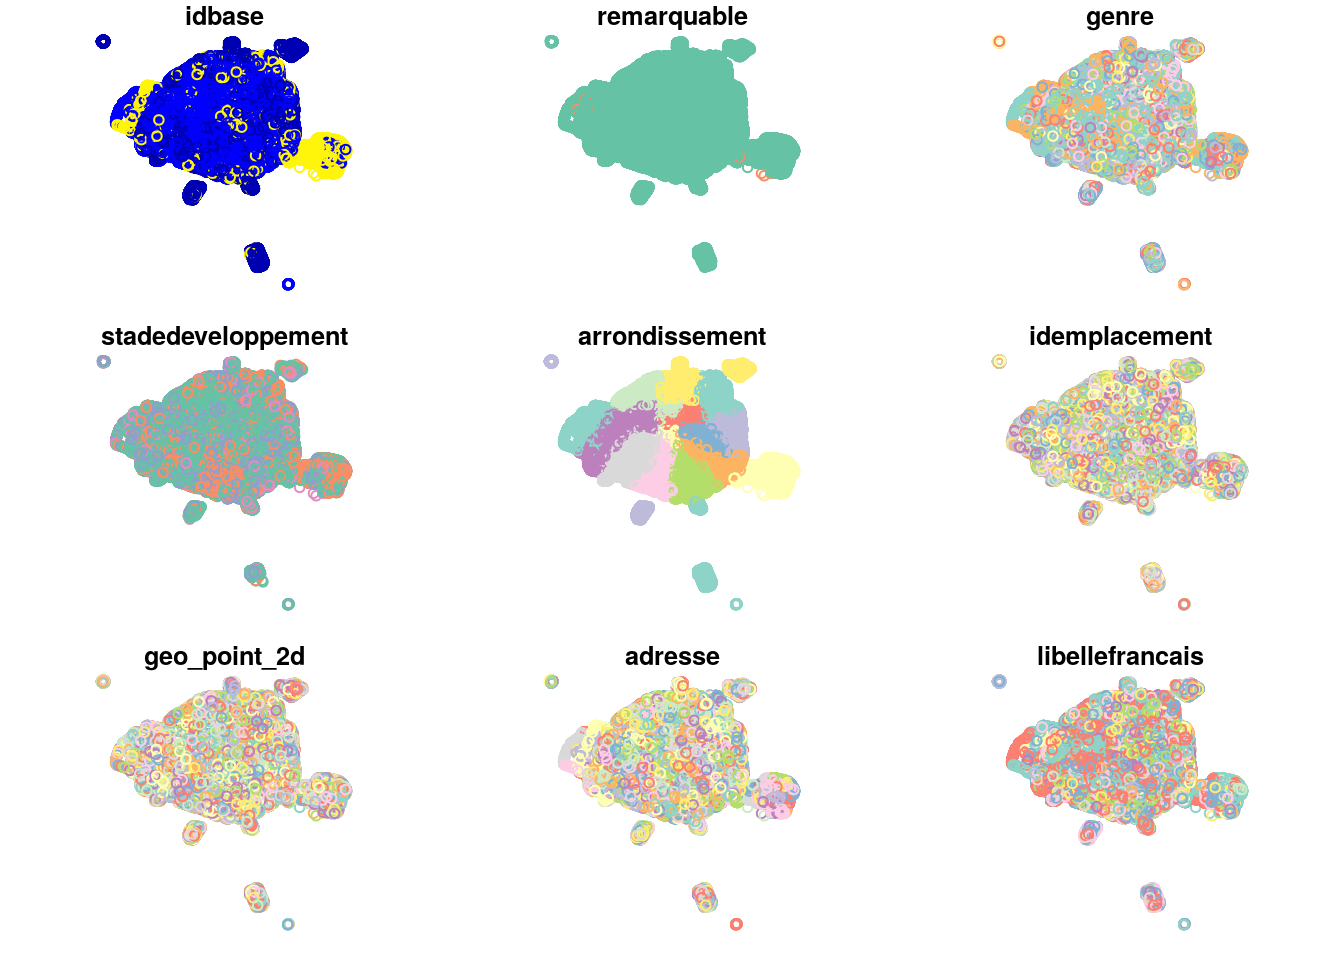 idbase
remarquable
genre
stadedeveloppement
arrondissement
idemplacement
geo_point_2d
adresse
libellefrancais